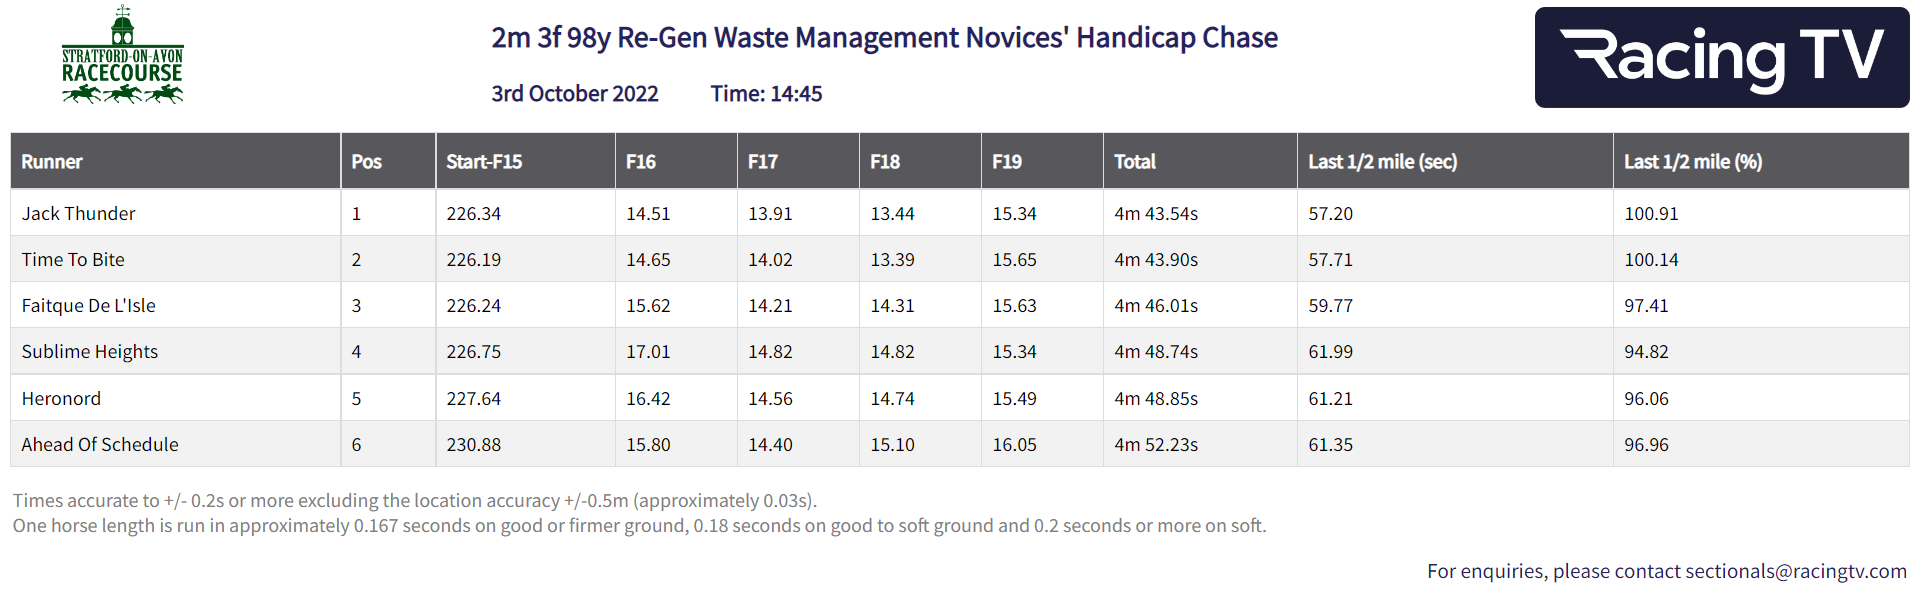 STRATFORD-ON-AVON
RACECOURSE
2m 3f 98y Re-Gen Waste Management Novices' Handicap Chase
3rd October 2022 Time: 14:45
Racing TV
Runner Pos Start-F15 F16 F17 F18 F19 Total Last 1/2 mile (sec) Last 1/2 mile (%)
Jack Thunder 1 226.34 14.51 13.91 13.44 15.34 4m 43.54s 57.20 100.91
Time To Bite 2 226.19 14.65 14.02 13.39 15.65 4m 43.90s 57.71 100.14
Faitque De L'Isle 3 226.24 15.62 14.21 14.31 15.63 4m 46.01s 59.77 97.41
Sublime Heights 4 226.75 17.01 14.82 14.82 15.34 4m 48.74s 61.99 94.82
Heronord 5 227.64 16.42 14.56 14.74 15.49 4m 48.85s 61.21 96.06
Ahead Of Schedule 6 230.88 15.80 14.40 15.10 16.05 4m 52.23s 61.35 96.96
Times accurate to +/- 0.2s or more excluding the location accuracy +/-0.5m (approximately 0.03s).
One horse length is run in approximately 0.167 seconds on good or firmer ground, 0.18 seconds on good to soft ground and 0.2 seconds or more on soft.
For enquiries, please contact sectionals@racingtv.com